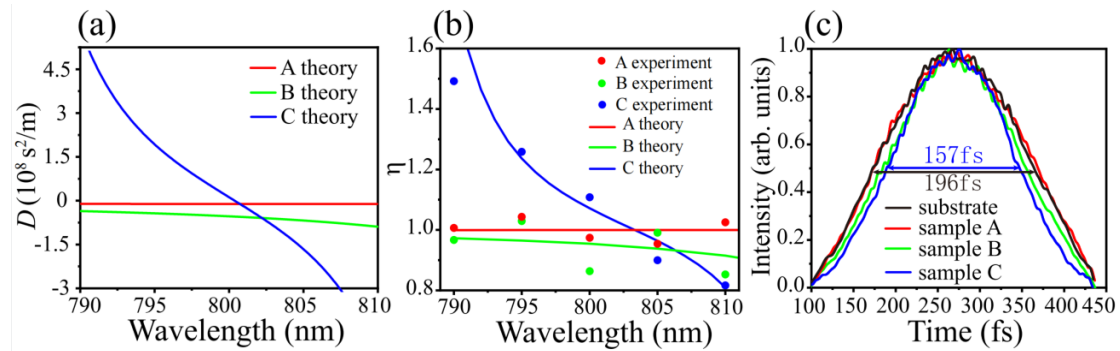 (a)
4.5
3
1.5
0
-1.5
-3
D (10⁸ s²/m)
A theory
B theory
C theory
790 795 800 805 810
Wavelength (nm)
(b)
1.6
1.4
1.2
1.0
0.8
η
A experiment
B experiment
C experiment
A theory
B theory
C theory
790 795 800 805 810
Wavelength (nm)
(c)
1.0
0.8
0.6
0.4
0.2
0.0
Intensity (arb. units)
157fs
196fs
substrate
sample A
sample B
sample C
100 150 200 250 300 350 400 450
Time (fs)